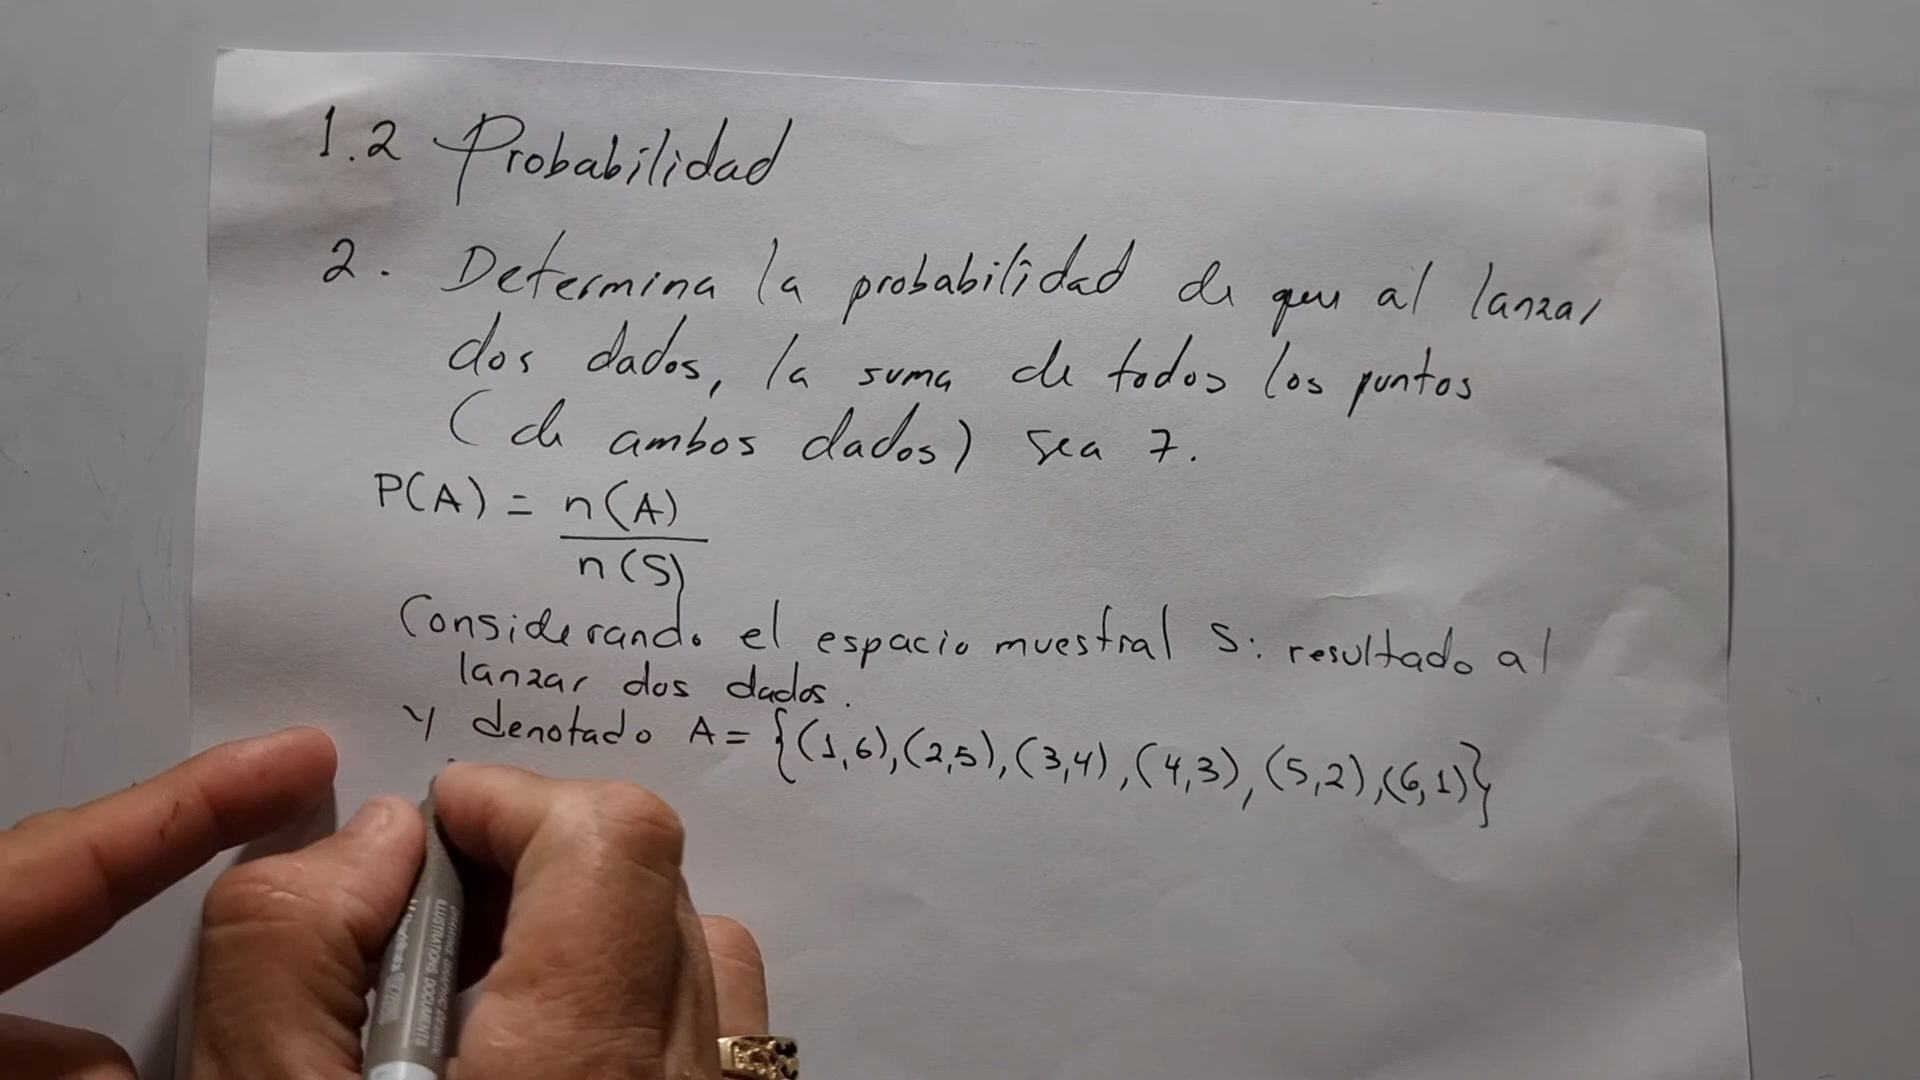 1.2 Probabilidad
2. Determina la probabilidad de que al lanzar
dos dados, la suma de todos los puntos
(de ambos dados) sea 7.
P(A) = n(A)
n(S)
Considerando el espacio muestral S: resultado al
lanzar dos dados.
Y denotado A = {(1,6),(2,5),(3,4),(4,3),(5,2),(6,1)}
ILLUSTRATIONS, DOCUMENTS